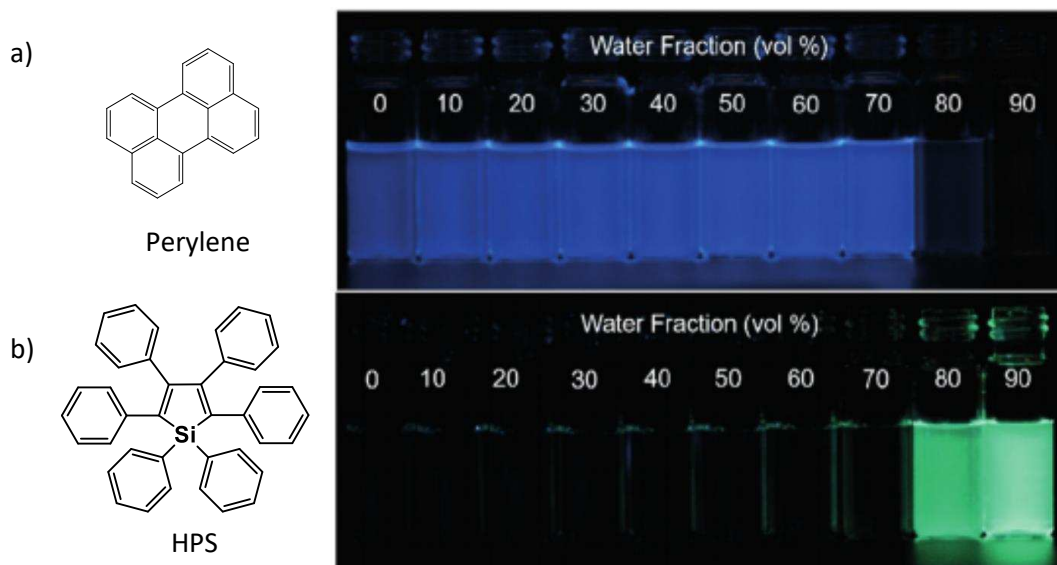 a)
Perylene
Water Fraction (vol %)
0 10 20 30 40 50 60 70 80 90
b)
Si
HPS
Water Fraction (vol %)
0 10 20 30 40 50 60 70 80 90